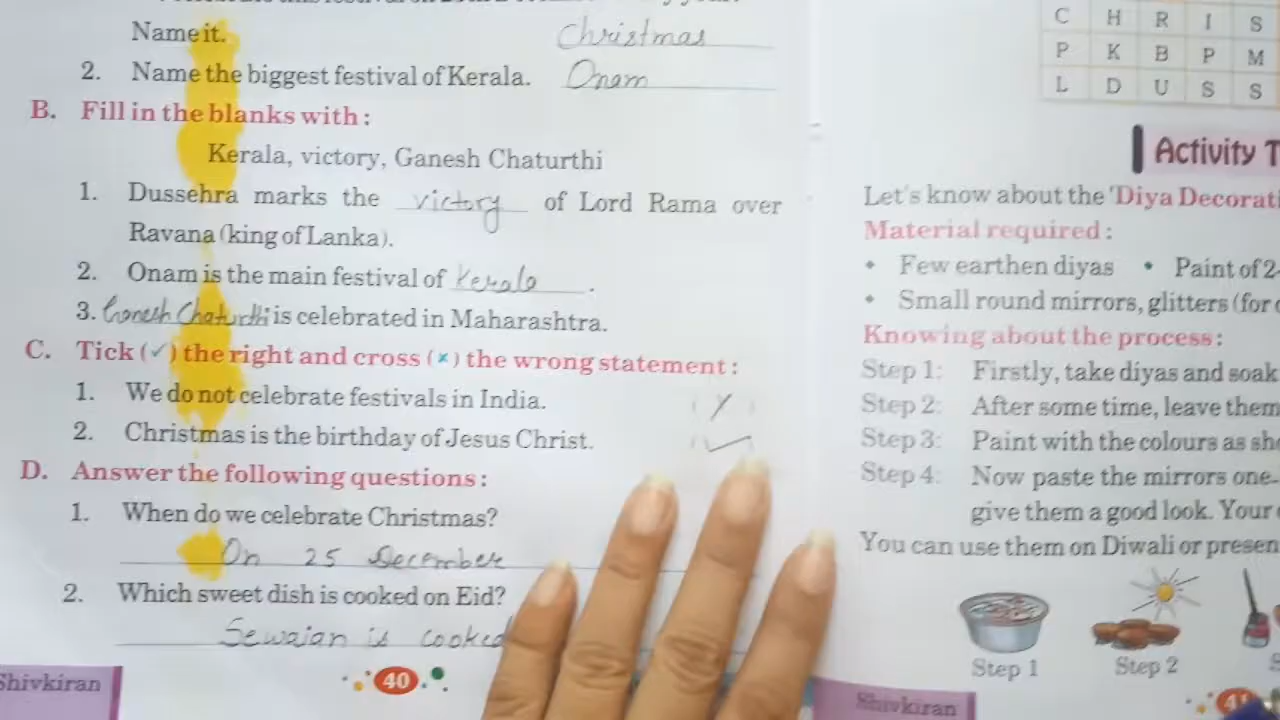 Name it. Christmas
2. Name the biggest festival of Kerala. Onam
B. Fill in the blanks with :
Kerala, victory, Ganesh Chaturthi
1. Dussehra marks the victory of Lord Rama over
Ravana (king of Lanka).
2. Onam is the main festival of Kerala .
3. Ganesh Chaturthi is celebrated in Maharashtra.
C. Tick (✓) the right and cross (×) the wrong statement :
1. We do not celebrate festivals in India. (×)
2. Christmas is the birthday of Jesus Christ. (✓)
D. Answer the following questions :
1. When do we celebrate Christmas?
On 25 December
2. Which sweet dish is cooked on Eid?
Sewaian is cooked
Shivkiran
40
C H R I S
P K B P M
L D U S S
Activity T
Let's know about the 'Diya Decorati
Material required :
• Few earthen diyas • Paint of 2-
• Small round mirrors, glitters (for
Knowing about the process:
Step 1: Firstly, take diyas and soak
Step 2: After some time, leave them
Step 3: Paint with the colours as sho
Step 4: Now paste the mirrors one-
give them a good look. Your
You can use them on Diwali or presen
Step 1 Step 2 S
Shivkiran
41